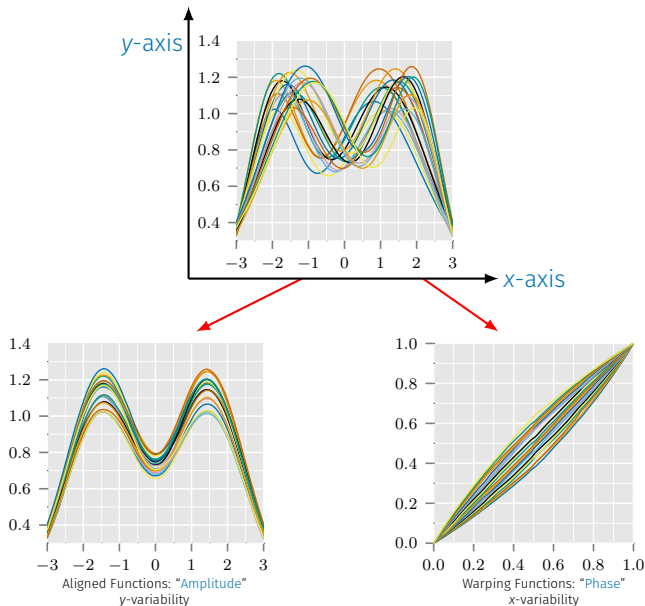 y-axis
1.4
1.2
1.0
0.8
0.6
0.4
−3 −2 −1 0 1 2 3
x-axis
1.4
1.2
1.0
0.8
0.6
0.4
−3 −2 −1 0 1 2 3
Aligned Functions: “Amplitude”
y-variability
1.0
0.8
0.6
0.4
0.2
0.0
0.0 0.2 0.4 0.6 0.8 1.0
Warping Functions: “Phase”
x-variability